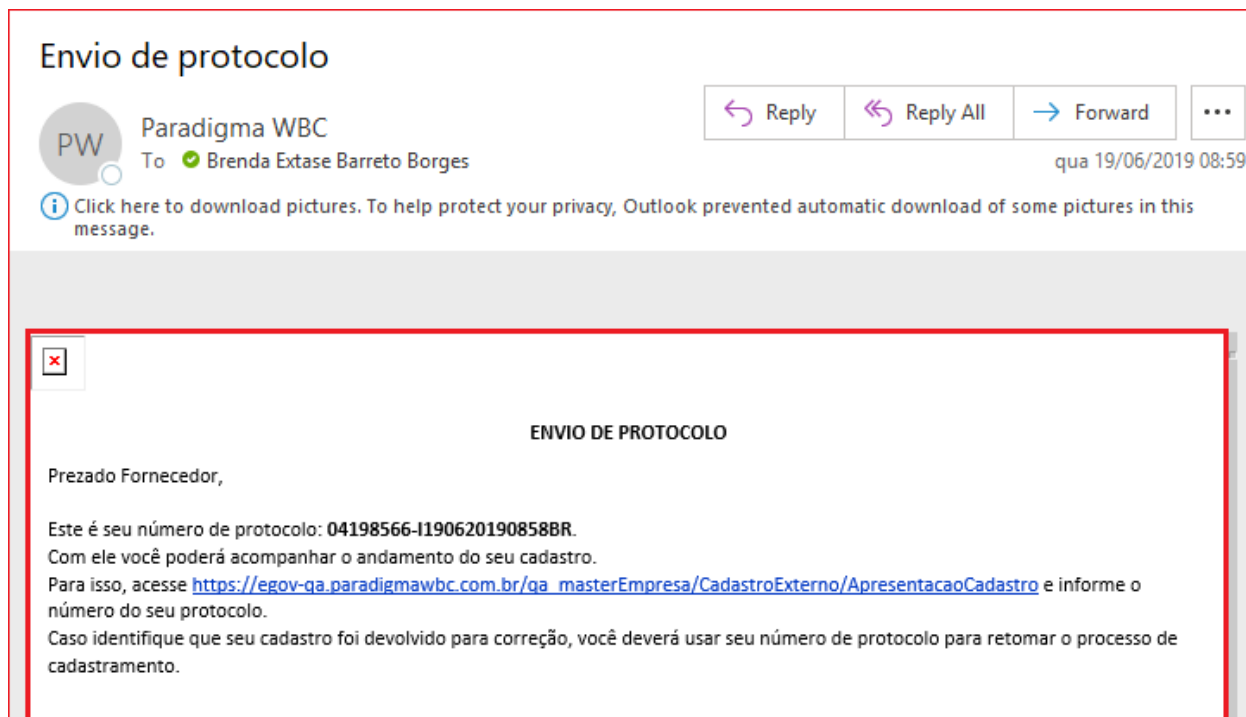 Envio de protocolo
Reply
Reply All
Forward
PW
Paradigma WBC
To Brenda Extase Barreto Borges
qua 19/06/2019 08:59
Click here to download pictures. To help protect your privacy, Outlook prevented automatic download of some pictures in this
message.
ENVIO DE PROTOCOLO
Prezado Fornecedor,
Este é seu número de protocolo: 04198566-I190620190858BR.
Com ele você poderá acompanhar o andamento do seu cadastro.
Para isso, acesse https://egov-qa.paradigmawbc.com.br/qa_masterEmpresa/CadastroExterno/ApresentacaoCadastro e informe o
número do seu protocolo.
Caso identifique que seu cadastro foi devolvido para correção, você deverá usar seu número de protocolo para retomar o processo de
cadastramento.